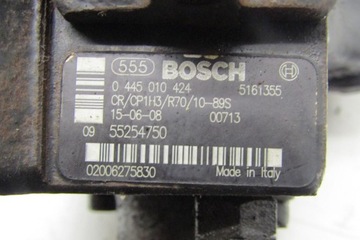 555 BOSCH
0 445 010 424 5161355
CR/CP1H3/R70/10-89S
15-06-08 00713
09 55254750
02006275830 Made in Italy